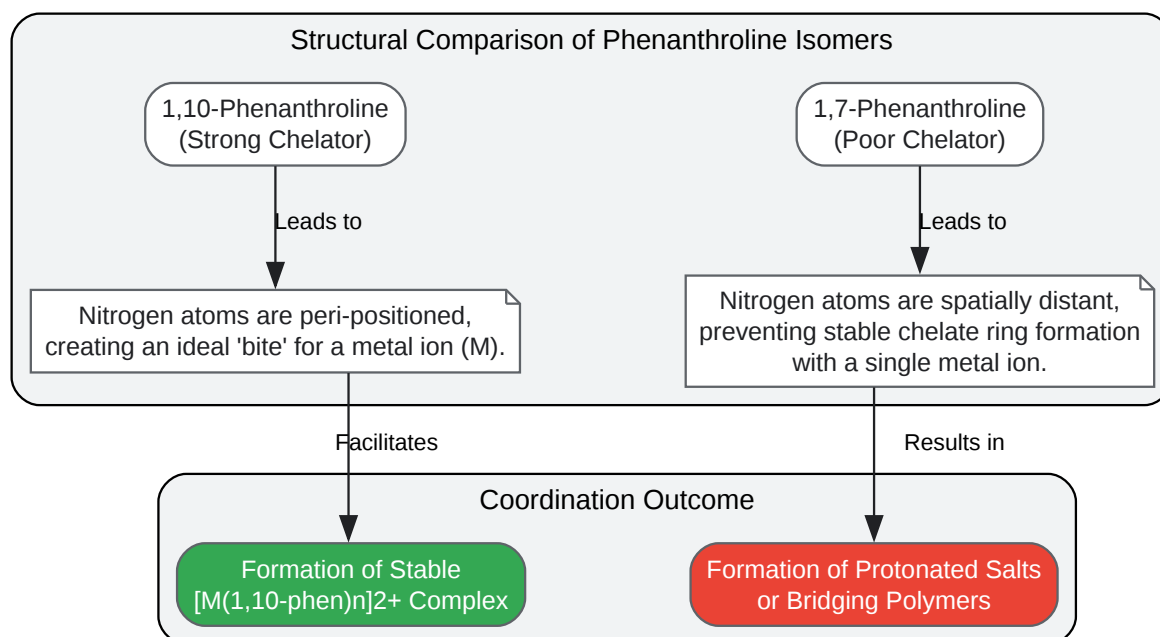 Structural Comparison of Phenanthroline Isomers
1,10-Phenanthroline
(Strong Chelator)
1,7-Phenanthroline
(Poor Chelator)
Leads to
Leads to
Nitrogen atoms are peri-positioned,
creating an ideal 'bite' for a metal ion (M).
Nitrogen atoms are spatially distant,
preventing stable chelate ring formation
with a single metal ion.
Facilitates
Results in
Coordination Outcome
Formation of Stable
[M(1,10-phen)n]2+ Complex
Formation of Protonated Salts
or Bridging Polymers